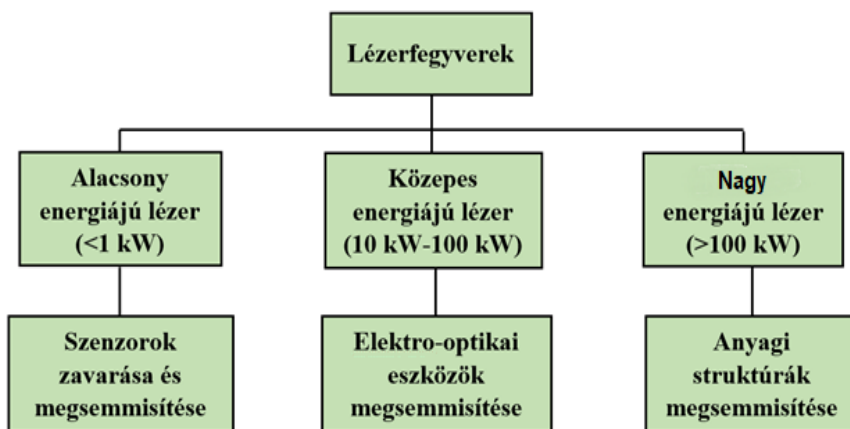 Lézerfegyverek
Alacsony
energiájú lézer
(<1 kW)
Közepes
energiájú lézer
(10 kW-100 kW)
Nagy
energiájú lézer
(>100 kW)
Szenzorok
zavarása és
megsemmisítése
Elektro-optikai
eszközök
megsemmisítése
Anyagi
struktúrák
megsemmisítése